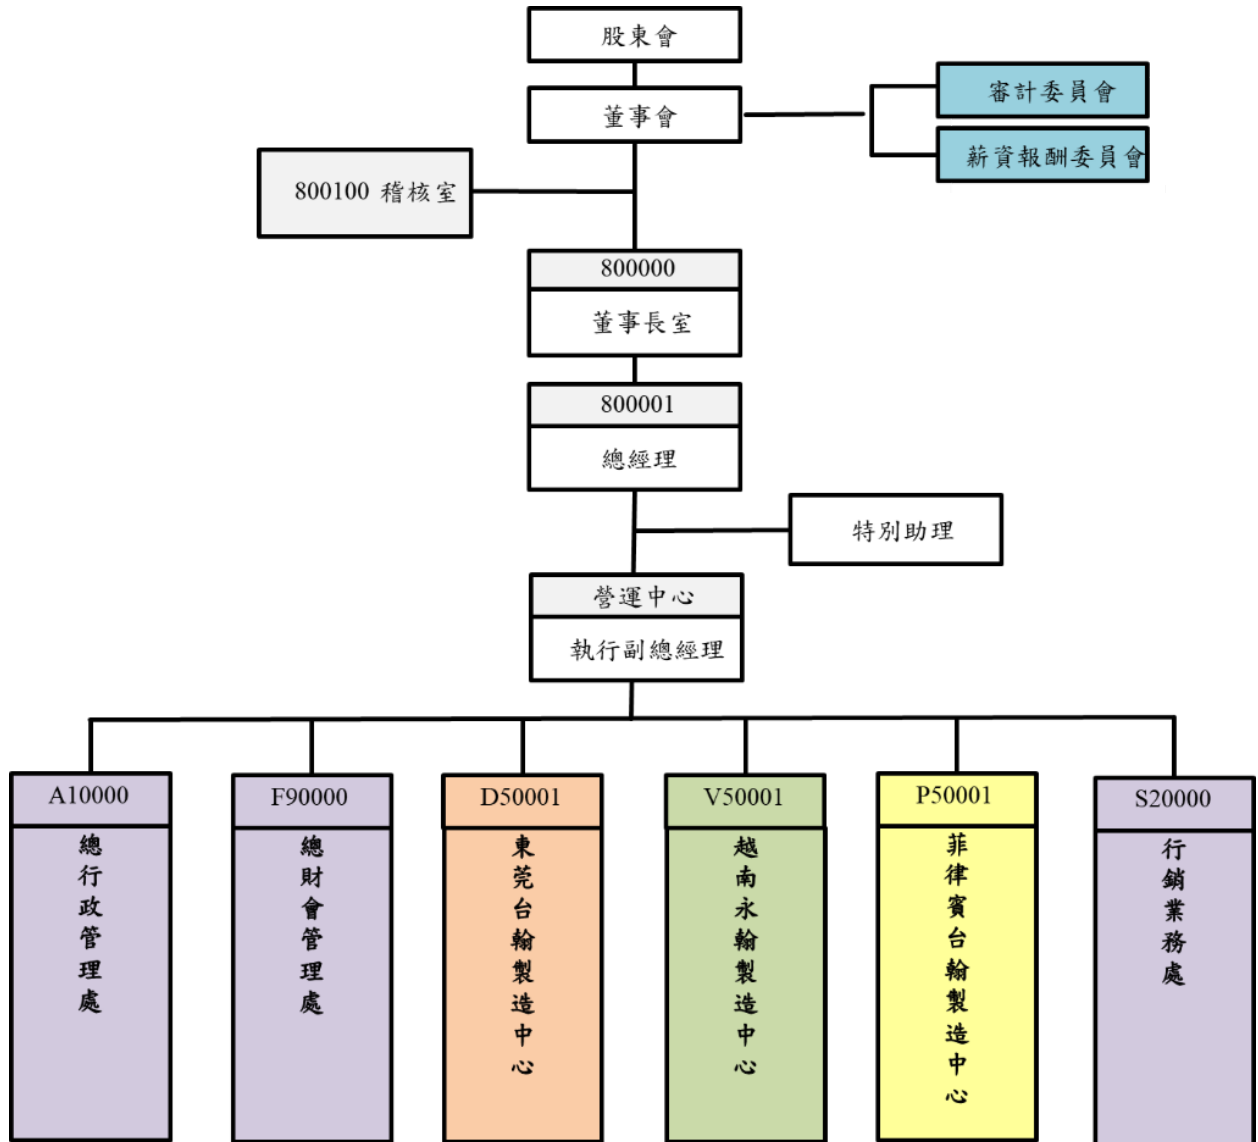 股東會
董事會
審計委員會
薪資報酬委員會
800100 稽核室
800000
董事長室
800001
總經理
特別助理
營運中心
執行副總經理
A10000
總行政管理處
F90000
總財會管理處
D50001
東莞台翰製造中心
V50001
越南永翰製造中心
P50001
菲律賓台翰製造中心
S20000
行銷業務處